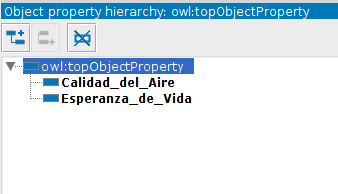 Object property hierarchy: owl:topObjectProperty
owl:topObjectProperty
Calidad_del_Aire
Esperanza_de_Vida